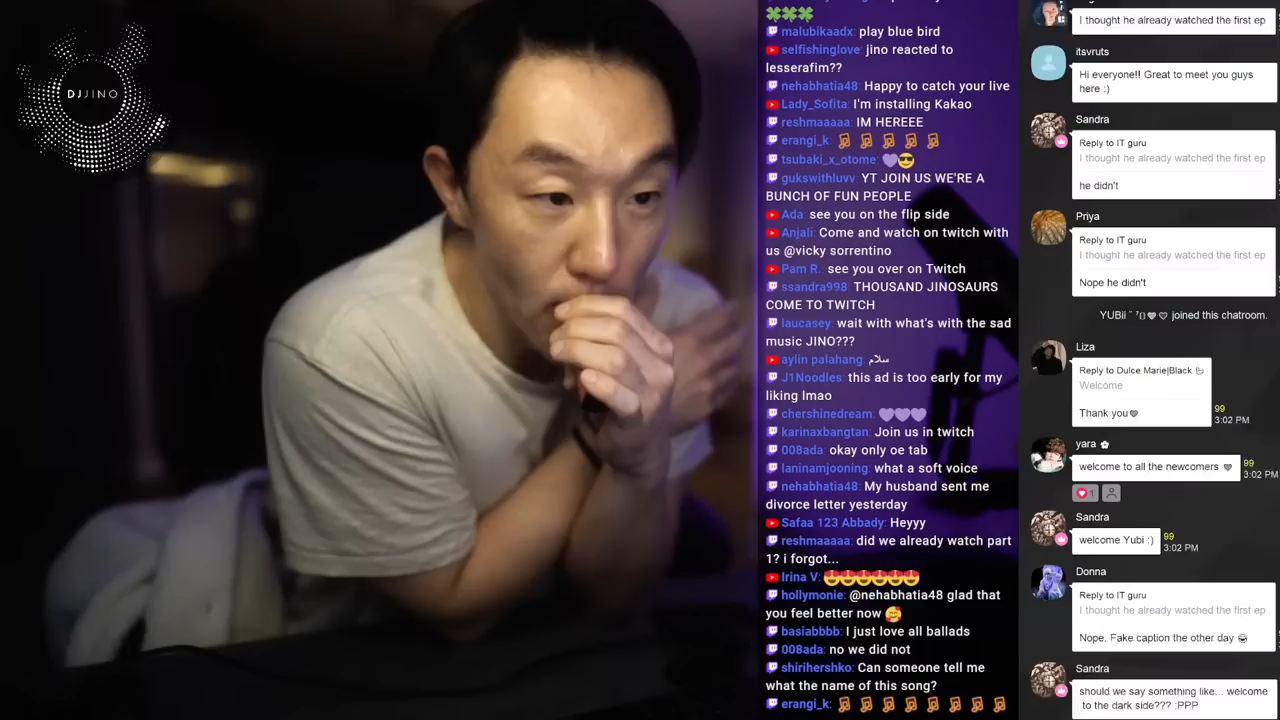 DJ JINO
malubikaadx: play blue bird
selfishinglove: jino reacted to
lesserafim??
nehabhatia48: Happy to catch your live
Lady_Sofita: I'm installing Kakao
reshmaaaaa: IM HEREEE
erangi_k:
tsubaki_x_otome:
gukswithluvv: YT JOIN US WE'RE A
BUNCH OF FUN PEOPLE
Ada: see you on the flip side
Anjali: Come and watch on twitch with
us @vicky sorrentino
Pam R.: see you over on Twitch
ssandra998: THOUSAND JINOSAURS
COME TO TWITCH
laucasey: wait with what's with the sad
music JINO???
aylin palahang: سلام
J1Noodles: this ad is too early for my
liking lmao
chershinedream:
karinaxbangtan: Join us in twitch
008ada: okay only oe tab
laninamjooning: what a soft voice
nehabhatia48: My husband sent me
divorce letter yesterday
Safaa 123 Abbady: Heyyy
reshmaaaaa: did we already watch part
1? i forgot...
Irina V:
hollymonie: @nehabhatia48 glad that
you feel better now
basiabbbb: I just love all ballads
008ada: no we did not
shirihershko: Can someone tell me
what the name of this song?
erangi_k:
I thought he already watched the first ep
itsvruts
Hi everyone!! Great to meet you guys
here :)
Sandra
Reply to IT guru
I thought he already watched the first ep
he didn't
Priya
Reply to IT guru
I thought he already watched the first ep
Nope he didn't
joined this chatroom.
Liza
Reply to Dulce Marie|Black
Welcome
Thank you
99
3:02 PM
yara
welcome to all the newcomers
99
3:02 PM
1
Sandra
welcome Yubi :)
99
3:02 PM
Donna
Reply to IT guru
I thought he already watched the first ep
Nope. Fake caption the other day
Sandra
should we say something like... welcome
to the dark side??? :PPP